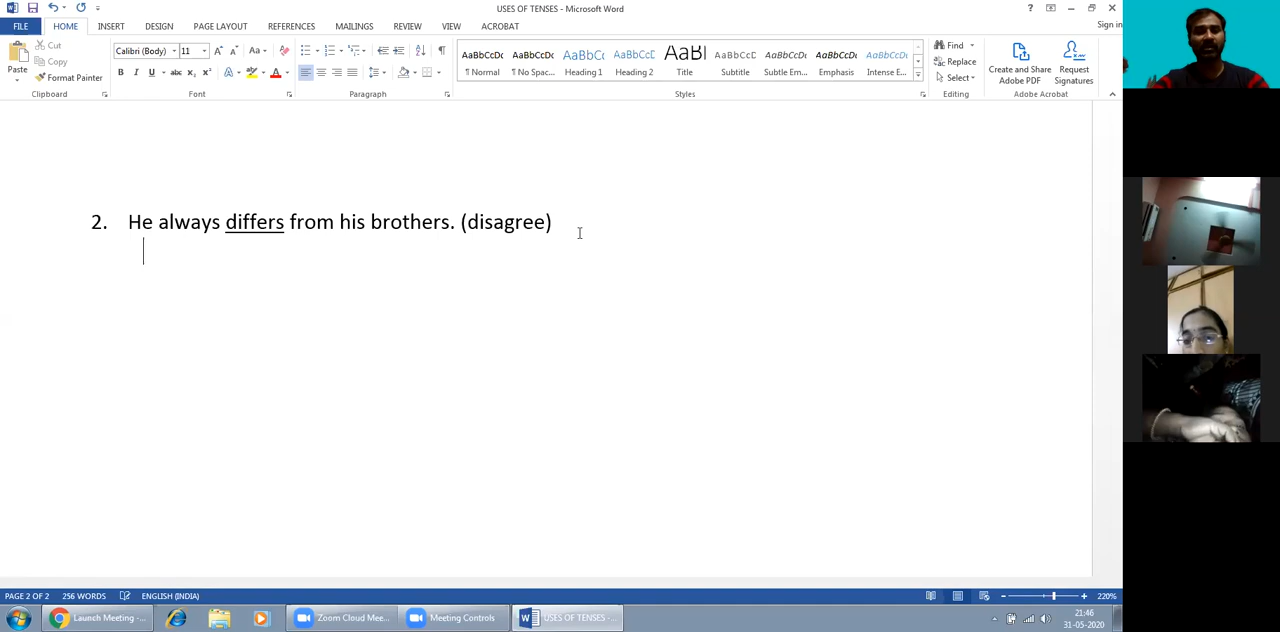 USES OF TENSES - Microsoft Word
Sign in
FILE HOME INSERT DESIGN PAGE LAYOUT REFERENCES MAILINGS REVIEW VIEW ACROBAT
Paste
Cut
Copy
Format Painter
Clipboard
Calibri (Body) 11
Font
Paragraph
AaBbCcDc AaBbCcDc AaBbCc AaBbCcD AaBl AaBbCcD AaBbCcDc AaBbCcDc AaBbCcDc
¶ Normal ¶ No Spac... Heading 1 Heading 2 Title Subtitle Subtle Em... Emphasis Intense E...
Styles
Find
Replace
Select
Editing
Create and Share Adobe PDF
Request Signatures
Adobe Acrobat
2. He always differs from his brothers. (disagree)
PAGE 2 OF 2 256 WORDS ENGLISH (INDIA) 220%
Launch Meeting -... Zoom Cloud Mee... Meeting Controls USES OF TENSES -...
21:46
31-05-2020